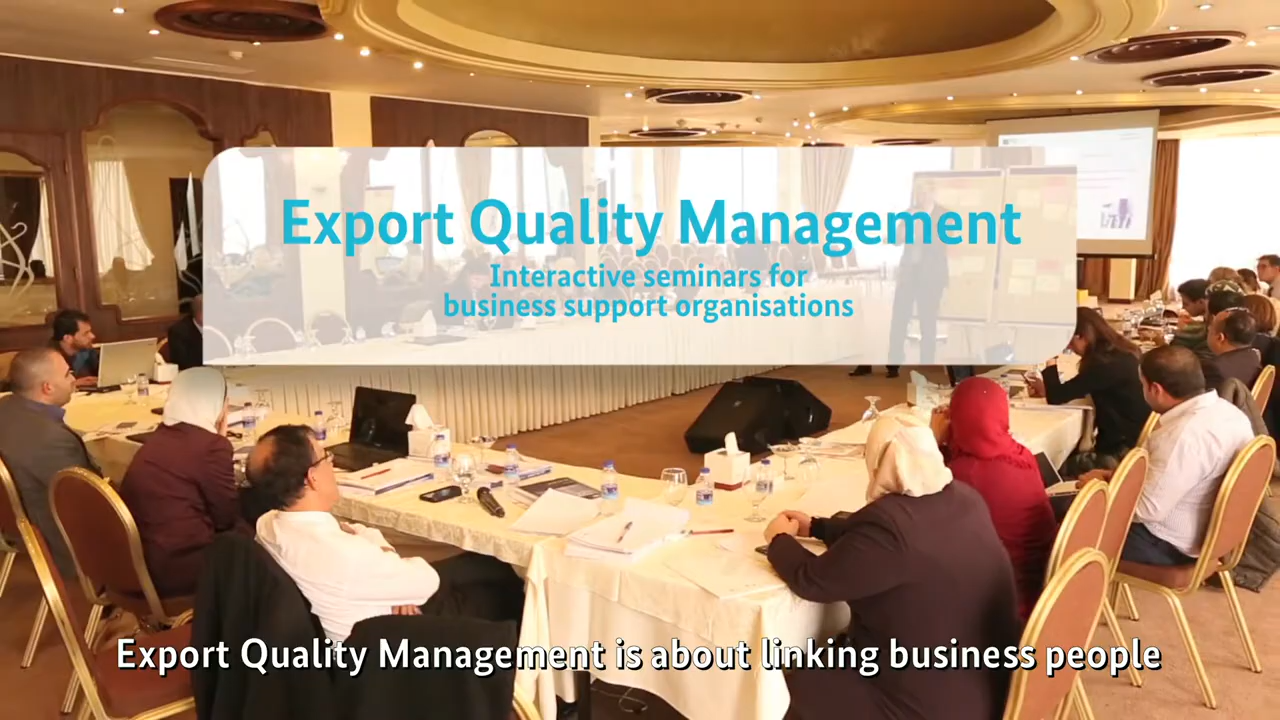 Export Quality Management
Interactive seminars for
business support organisations
Export Quality Management is about linking business people